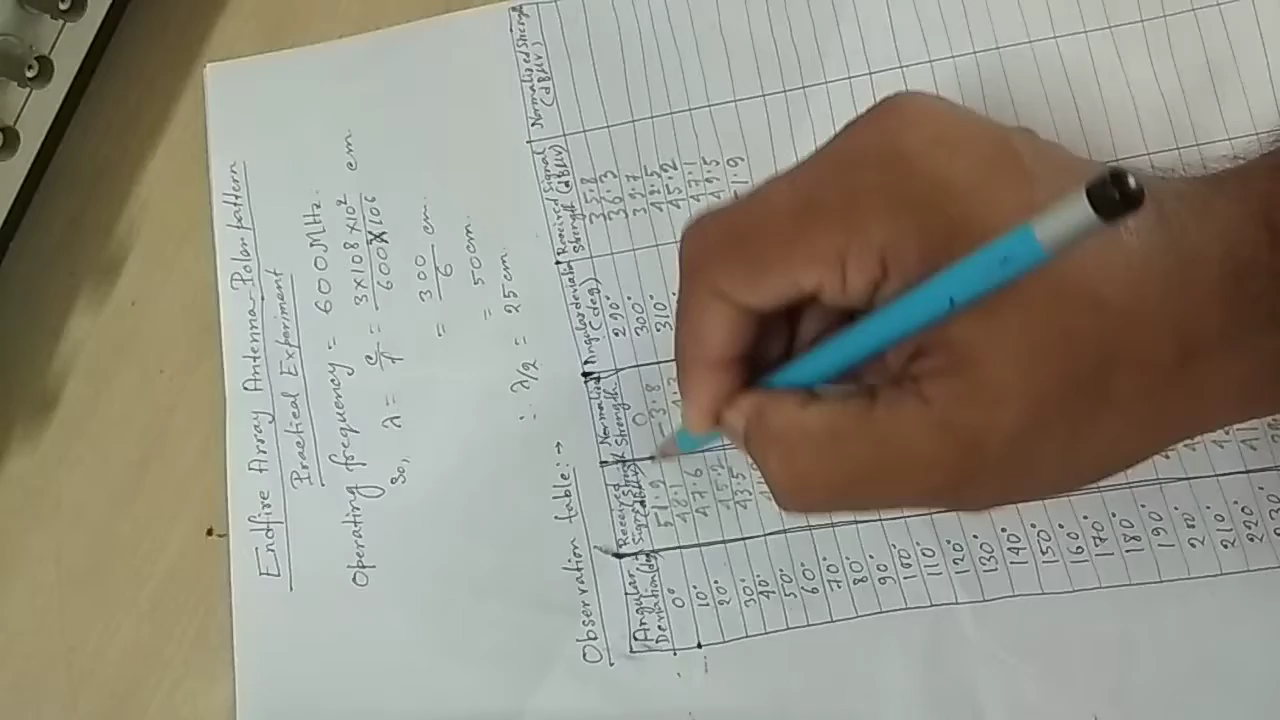 Endfire Array Antenna Polar pattern
Practical Experiment
Operating frequency = 600MHz.
So, λ = c/f = 3×108×10² / 600×106 cm
= 300/6 cm.
= 50cm.
∴ λ/2 = 25cm.
Observation table:→
Angular Deviation(deg) Received Signal Strength Normalized Strength Angular deviation (deg) Received Signal Strength (dBμV) Normalized Strength (dBμV)
0° 51.9 0 290° 35.8
10° 48.1 -3.8 300° 36.3
20° 47.6 310° 39.7
30° 45.2 42.5
40° 43.5 45.2
50° 47.1
60° 49.5
70°
80°
90°
100°
110°
120°
130°
140°
150°
160°
170°
180°
190°
200°
210°
220°
230°